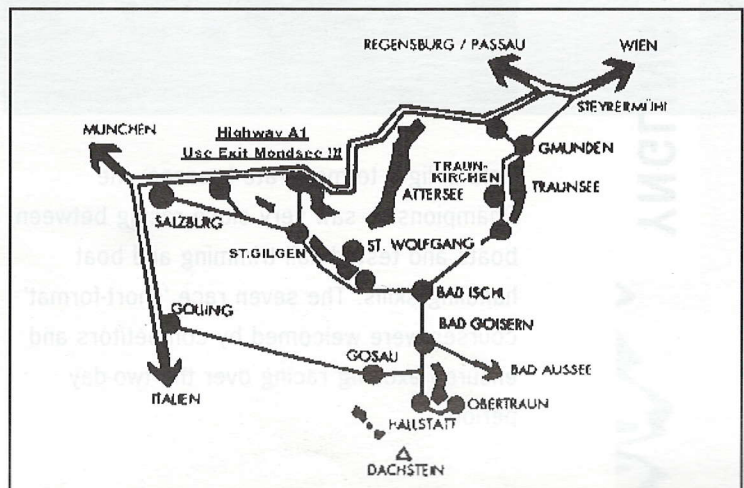 REGENSBURG / PASSAU
WIEN
STEYRERMÜHL
MÜNCHEN
Highway A1
Use Exit Mondsee !!!
GMUNDEN
TRAUN-
KIRCHEN
ATTERSEE
TRAUNSEE
SALZBURG
ST.GILGEN
ST. WOLFGANG
BAD ISCHL
BAD GOISERN
GOLLING
GOSAU
BAD AUSSEE
ITALIEN
OBERTRAUN
HALLSTATT
DACHSTEIN